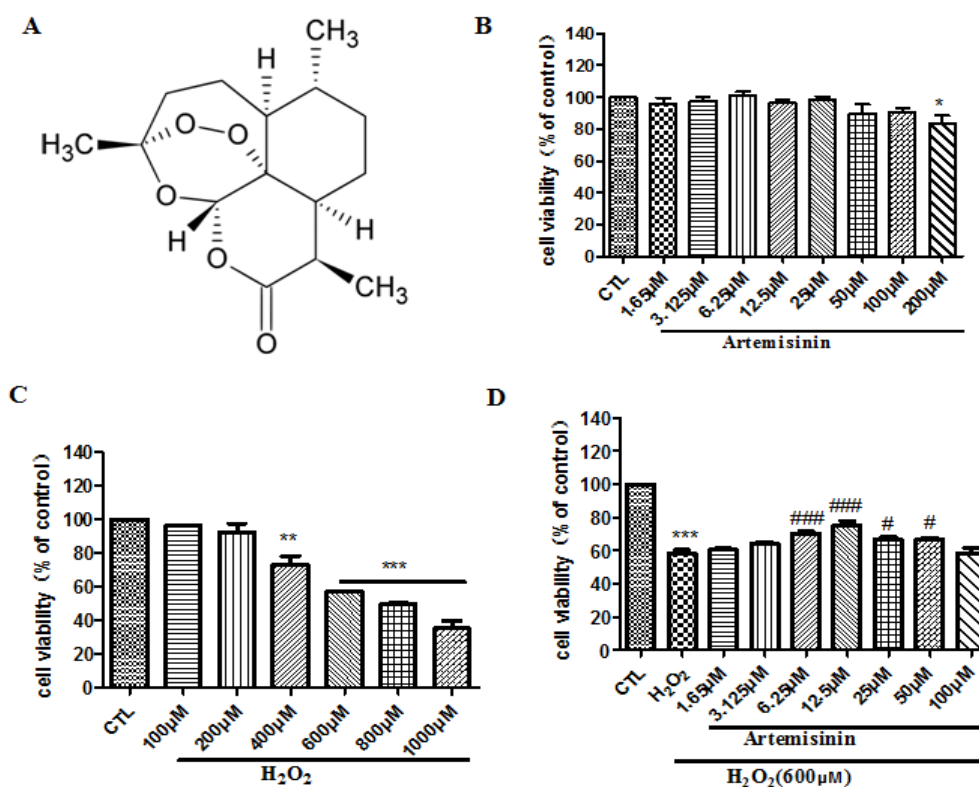 A
CH3
H
O
O
H3C
O
H
O
H
CH3
O
B
cell viability (% of control)
140
120
100
80
60
40
20
0
*
CTL
1.65μM
3.125μM
6.25μM
12.5μM
25μM
50μM
100μM
200μM
Artemisinin
C
cell viability (% of control)
140
120
100
80
60
40
20
0
**
***
CTL
100μM
200μM
400μM
600μM
800μM
1000μM
H2O2
D
cell viability (% of control)
140
120
100
80
60
40
20
0
***
###
###
#
#
CTL
H2O2
1.65μM
3.125μM
6.25μM
12.5μM
25μM
50μM
100μM
Artemisinin
H2O2(600μM)